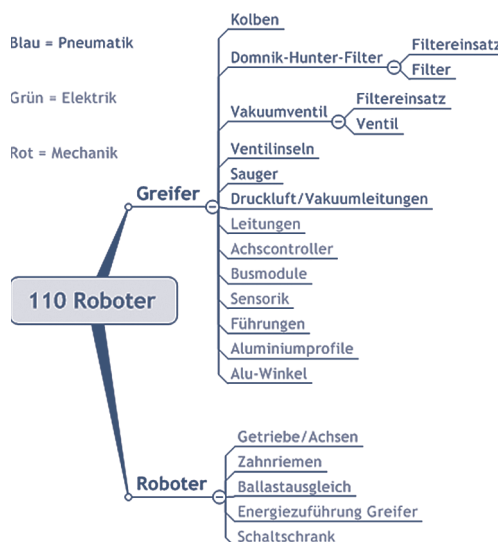 Blau = Pneumatik
Grün = Elektrik
Rot = Mechanik
110 Roboter
Greifer
Kolben
Domnik-Hunter-Filter
Filtereinsatz
Filter
Vakuumventil
Filtereinsatz
Ventil
Ventilinseln
Sauger
Druckluft/Vakuumleitungen
Leitungen
Achscontroller
Busmodule
Sensorik
Führungen
Aluminiumprofile
Alu-Winkel
Roboter
Getriebe/Achsen
Zahnriemen
Ballastausgleich
Energiezuführung Greifer
Schaltschrank